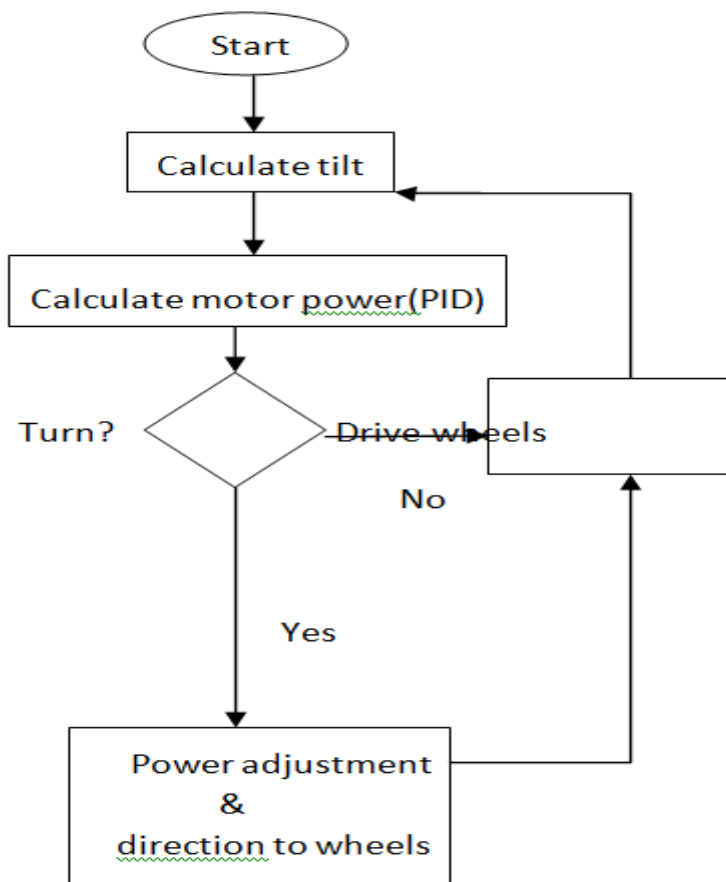 Start
Calculate tilt
Calculate motor power(PID)
Turn?
Drive wheels
No
Yes
Power adjustment
&
direction to wheels